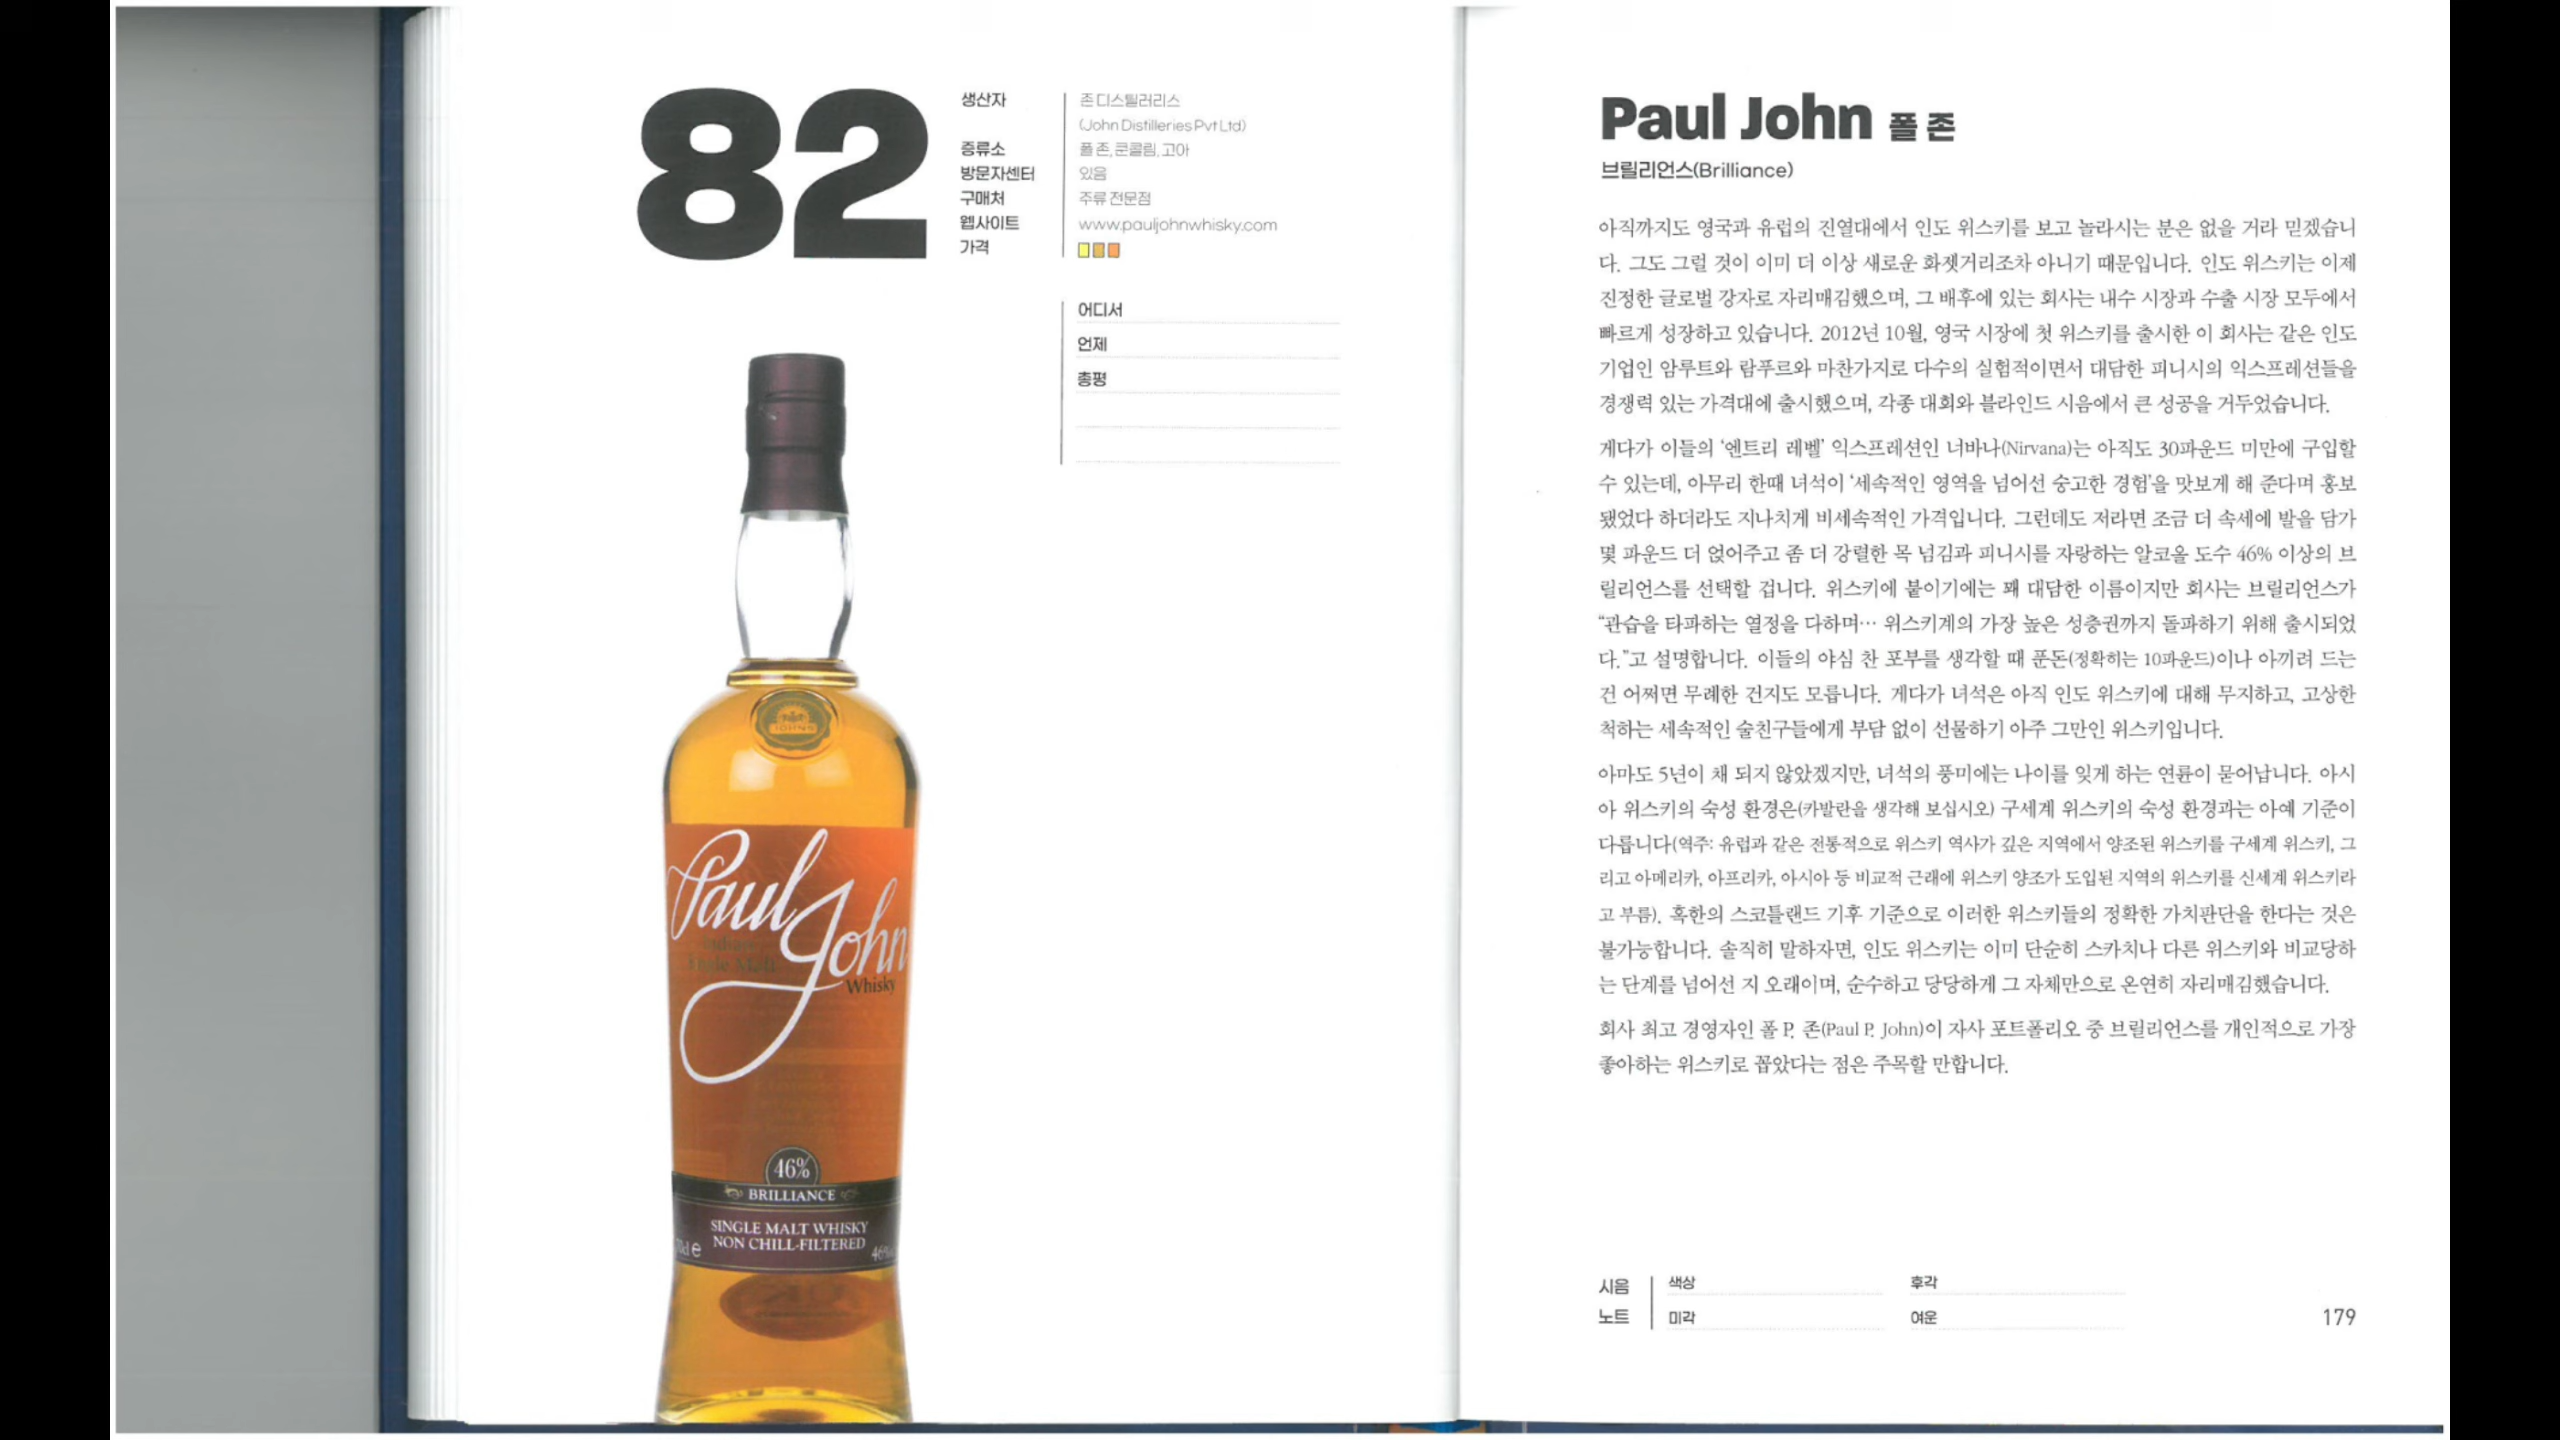 82
생산자 존 디스틸러리스
(John Distilleries Pvt Ltd)
증류소 폴 존, 쿤콜림, 고아
방문자센터 있음
구매처 주류 전문점
웹사이트 www.pauljohnwhisky.com
가격
어디서
언제
총평
JOHNS
Paul John
Single Malt
Whisky
46%
BRILLIANCE
SINGLE MALT WHISKY
NON CHILL-FILTERED
Paul John 폴 존
브릴리언스(Brilliance)
아직까지도 영국과 유럽의 진열대에서 인도 위스키를 보고 놀라시는 분은 없을 거라 믿겠습니
다. 그도 그럴 것이 이미 더 이상 새로운 화젯거리조차 아니기 때문입니다. 인도 위스키는 이제
진정한 글로벌 강자로 자리매김했으며, 그 배후에 있는 회사는 내수 시장과 수출 시장 모두에서
빠르게 성장하고 있습니다. 2012년 10월, 영국 시장에 첫 위스키를 출시한 이 회사는 같은 인도
기업인 암루트와 람푸르와 마찬가지로 다수의 실험적이면서 대담한 피니시의 익스프레션들을
경쟁력 있는 가격대에 출시했으며, 각종 대회와 블라인드 시음에서 큰 성공을 거두었습니다.
게다가 이들의 ‘엔트리 레벨’ 익스프레션인 너바나(Nirvana)는 아직도 30파운드 미만에 구입할
수 있는데, 아무리 한때 녀석이 ‘세속적인 영역을 넘어선 숭고한 경험’을 맛보게 해 준다며 홍보
됐었다 하더라도 지나치게 비세속적인 가격입니다. 그런데도 저라면 조금 더 속세에 발을 담가
몇 파운드 더 얹어주고 좀 더 강렬한 목 넘김과 피니시를 자랑하는 알코올 도수 46% 이상의 브
릴리언스를 선택할 겁니다. 위스키에 붙이기에는 꽤 대담한 이름이지만 회사는 브릴리언스가
“관습을 타파하는 열정을 다하며… 위스키계의 가장 높은 성층권까지 돌파하기 위해 출시되었
다.”고 설명합니다. 이들의 야심 찬 포부를 생각할 때 푼돈(정확히는 10파운드)이나 아끼려 드는
건 어쩌면 무례한 건지도 모릅니다. 게다가 녀석은 아직 인도 위스키에 대해 무지하고, 고상한
척하는 세속적인 술친구들에게 부담 없이 선물하기 아주 그만인 위스키입니다.
아마도 5년이 채 되지 않았겠지만, 녀석의 풍미에는 나이를 잊게 하는 연륜이 묻어납니다. 아시
아 위스키의 숙성 환경은(카발란을 생각해 보십시오) 구세계 위스키의 숙성 환경과는 아예 기준이
다릅니다(역주: 유럽과 같은 전통적으로 위스키 역사가 깊은 지역에서 양조된 위스키를 구세계 위스키, 그
리고 아메리카, 아프리카, 아시아 등 비교적 근래에 위스키 양조가 도입된 지역의 위스키를 신세계 위스키라
고 부름). 혹한의 스코틀랜드 기후 기준으로 이러한 위스키들의 정확한 가치판단을 한다는 것은
불가능합니다. 솔직히 말하자면, 인도 위스키는 이미 단순히 스카치나 다른 위스키와 비교당하
는 단계를 넘어선 지 오래이며, 순수하고 당당하게 그 자체만으로 온연히 자리매김했습니다.
회사 최고 경영자인 폴 P. 존(Paul P. John)이 자사 포트폴리오 중 브릴리언스를 개인적으로 가장
좋아하는 위스키로 꼽았다는 점은 주목할 만합니다.
시음 색상 후각
노트 미각 여운
179